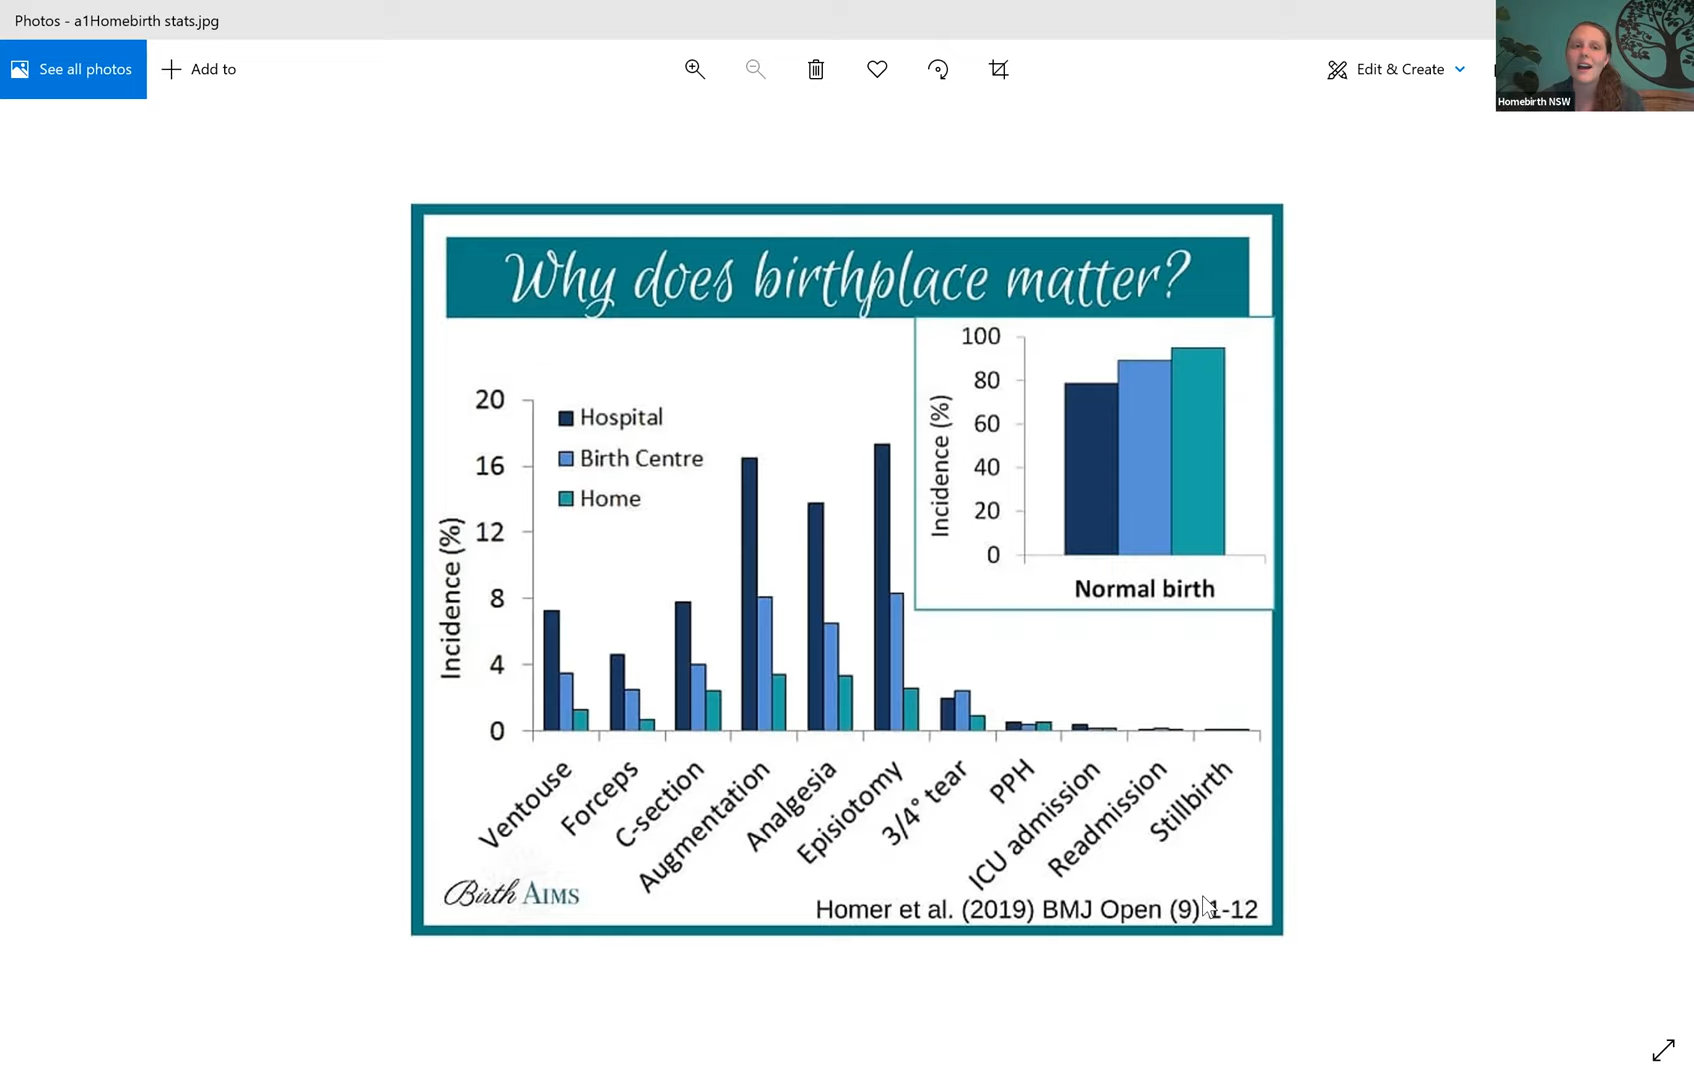 Photos - a1Homebirth stats.jpg
See all photos
Add to
Edit & Create
Homebirth NSW
Why does birthplace matter?
20
16
12
8
4
0
Incidence (%)
Hospital
Birth Centre
Home
100
80
60
40
20
0
Incidence (%)
Normal birth
Ventouse
Forceps
C-section
Augmentation
Analgesia
Episiotomy
3/4° tear
PPH
ICU admission
Readmission
Stillbirth
Birth AIMS
Homer et al. (2019) BMJ Open (9) 1-12